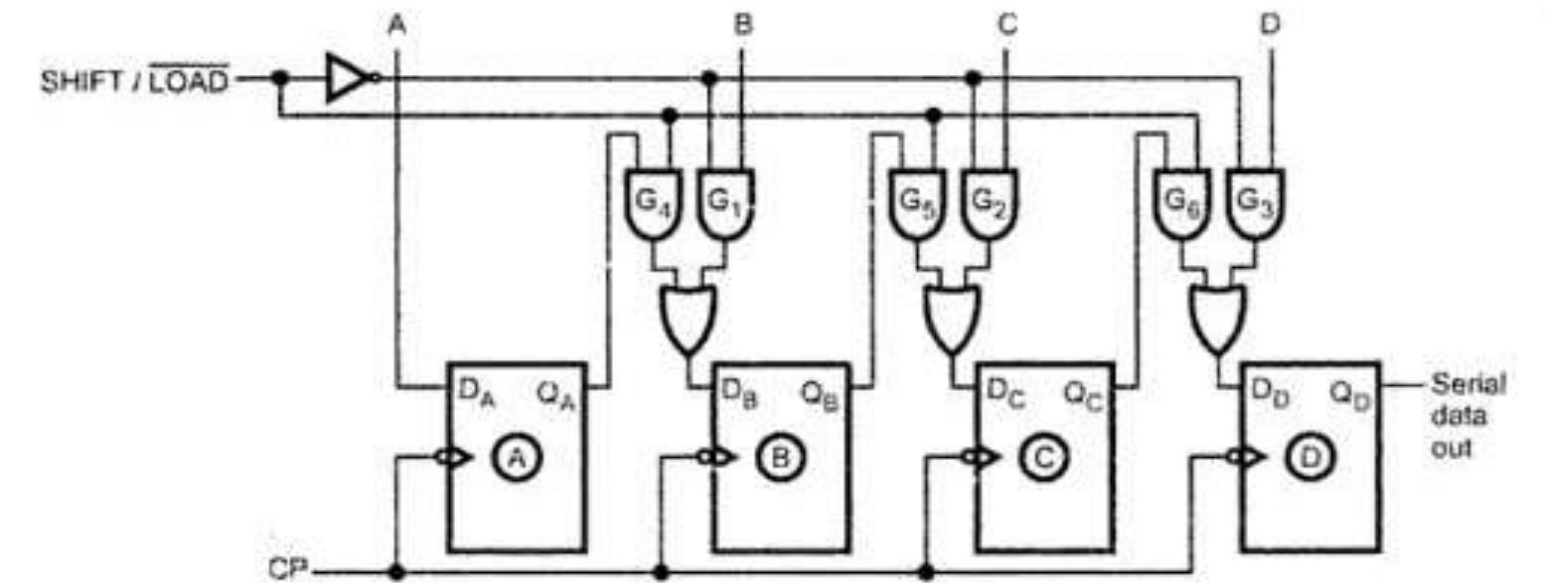 A B C D
SHIFT / LOAD
G4 G1 G5 G2 G6 G3
DA QA DB QB DC QC DD QD
Serial
data
out
A B C D
CP